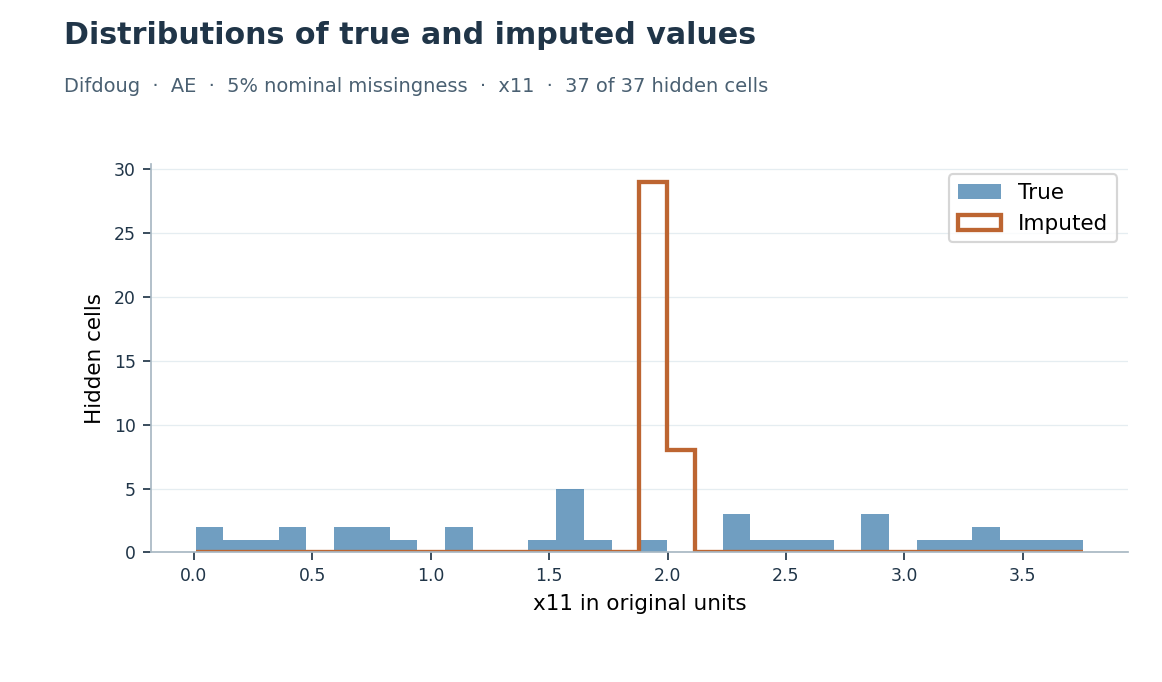 Distributions of true and imputed values
Difdoug · AE · 5% nominal missingness · x11 · 37 of 37 hidden cells
30
25
20
15
10
5
0
Hidden cells
True
Imputed
0.0 0.5 1.0 1.5 2.0 2.5 3.0 3.5
x11 in original units